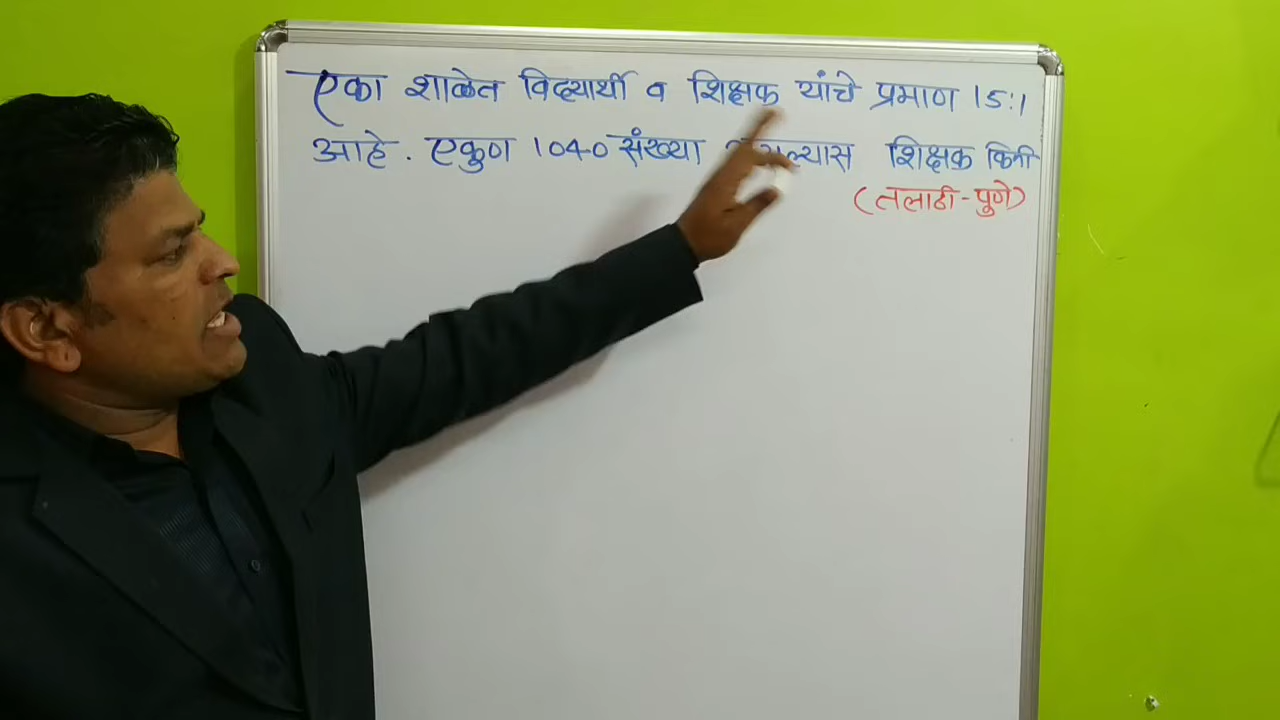 एका शाळेत विद्यार्थी व शिक्षक यांचे प्रमाण 15:1
आहे. एकुण 1040 संख्या शिक्षक किती
(तलाठी-पुणे)